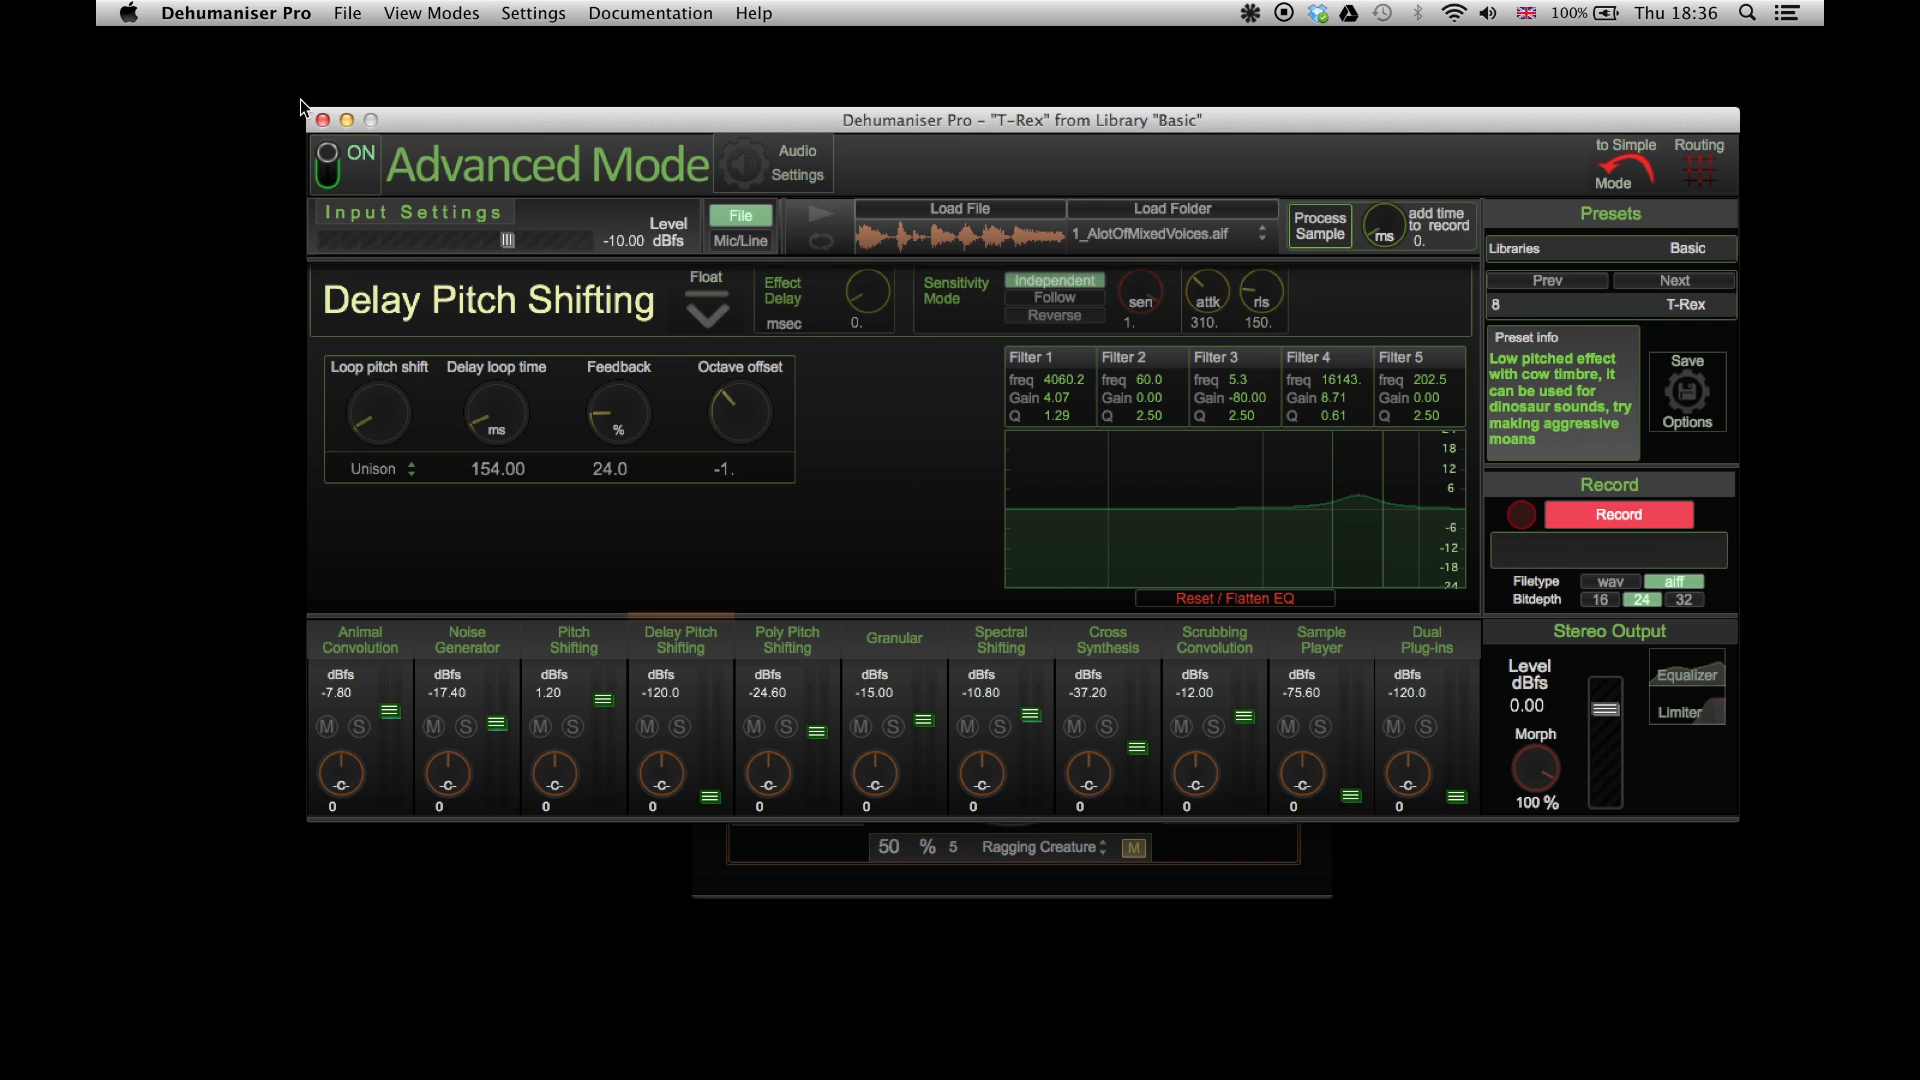 Dehumaniser Pro File View Modes Settings Documentation Help 100% Thu 18:36
Dehumaniser Pro - "T-Rex" from Library "Basic"
ON Advanced Mode Audio Settings
to Simple Mode Routing
Input Settings
Level
-10.00 dBfs
File
Mic/Line
Load File Load Folder
1_AlotOfMixedVoices.aif
Process Sample
ms
add time to record
0.
Presets
Libraries Basic
Prev Next
8 T-Rex
Preset info
Low pitched effect
with cow timbre, it
can be used for
dinosaur sounds, try
making aggressive
moans
Save
Options
Delay Pitch Shifting
Float
Effect Delay
msec 0.
Sensitivity Mode
Independent
Follow
Reverse
sen
1.
attk rls
310. 150.
Loop pitch shift Delay loop time Feedback Octave offset
ms %
Unison 154.00 24.0 -1.
Filter 1 Filter 2 Filter 3 Filter 4 Filter 5
freq 4060.2 freq 60.0 freq 5.3 freq 16143. freq 202.5
Gain 4.07 Gain 0.00 Gain -80.00 Gain 8.71 Gain 0.00
Q 1.29 Q 2.50 Q 2.50 Q 0.61 Q 2.50
18
12
6
-6
-12
-18
Reset / Flatten EQ
Record
Record
Filetype wav aiff
Bitdepth 16 24 32
Animal Convolution Noise Generator Pitch Shifting Delay Pitch Shifting Poly Pitch Shifting Granular Spectral Shifting Cross Synthesis Scrubbing Convolution Sample Player Dual Plug-ins
dBfs dBfs dBfs dBfs dBfs dBfs dBfs dBfs dBfs dBfs dBfs
-7.80 -17.40 1.20 -120.0 -24.60 -15.00 -10.80 -37.20 -12.00 -75.60 -120.0
M S M S M S M S M S M S M S M S M S M S M S
-C- -C- -C- -C- -C- -C- -C- -C- -C- -C- -C-
0 0 0 0 0 0 0 0 0 0 0
Stereo Output
Level
dBfs
0.00
Morph
100 %
Equalizer
Limiter
50 % 5 Ragging Creature M